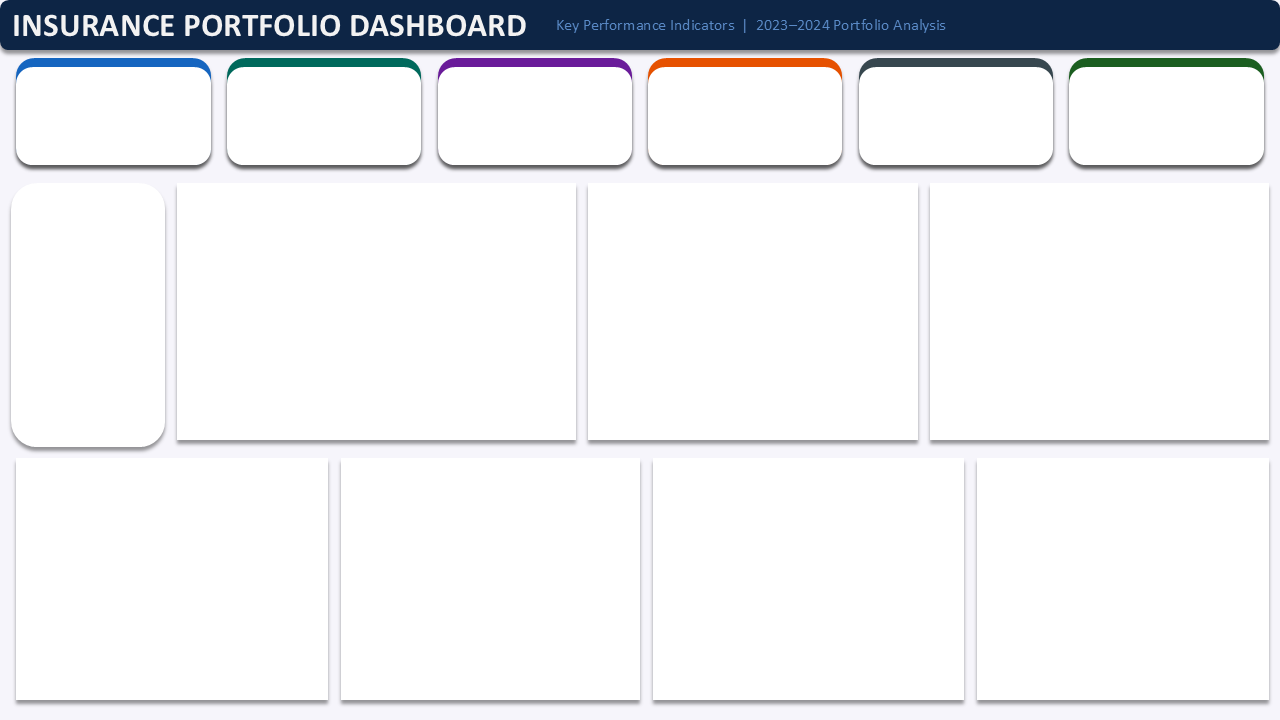 INSURANCE PORTFOLIO DASHBOARD
Key Performance Indicators | 2023–2024 Portfolio Analysis